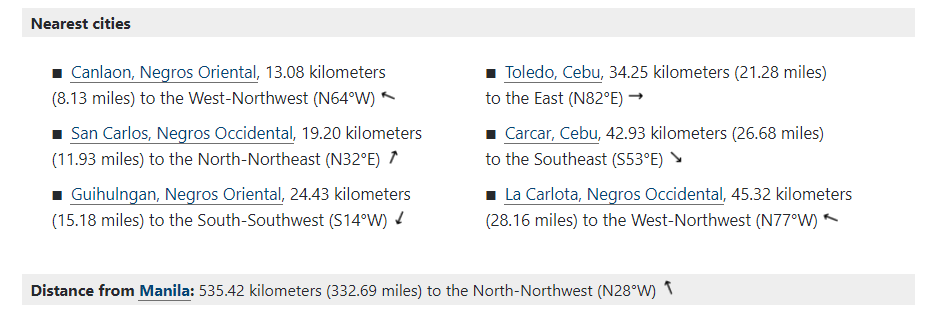 Nearest cities
■ Canlaon, Negros Oriental, 13.08 kilometers
(8.13 miles) to the West-Northwest (N64°W) ↖
■ San Carlos, Negros Occidental, 19.20 kilometers
(11.93 miles) to the North-Northeast (N32°E) ↗
■ Guihulngan, Negros Oriental, 24.43 kilometers
(15.18 miles) to the South-Southwest (S14°W) ↙
■ Toledo, Cebu, 34.25 kilometers (21.28 miles)
to the East (N82°E) →
■ Carcar, Cebu, 42.93 kilometers (26.68 miles)
to the Southeast (S53°E) ↘
■ La Carlota, Negros Occidental, 45.32 kilometers
(28.16 miles) to the West-Northwest (N77°W) ↖
Distance from Manila: 535.42 kilometers (332.69 miles) to the North-Northwest (N28°W) ↖